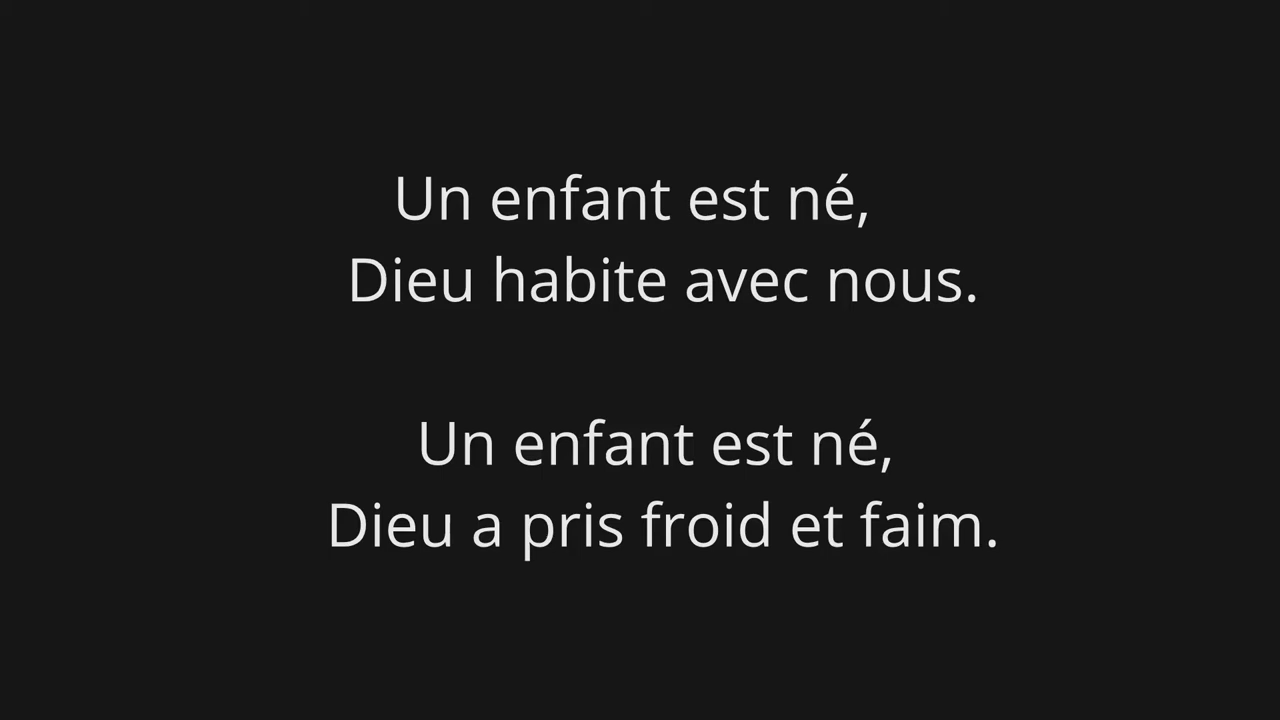 Un enfant est né,
Dieu habite avec nous.
Un enfant est né,
Dieu a pris froid et faim.